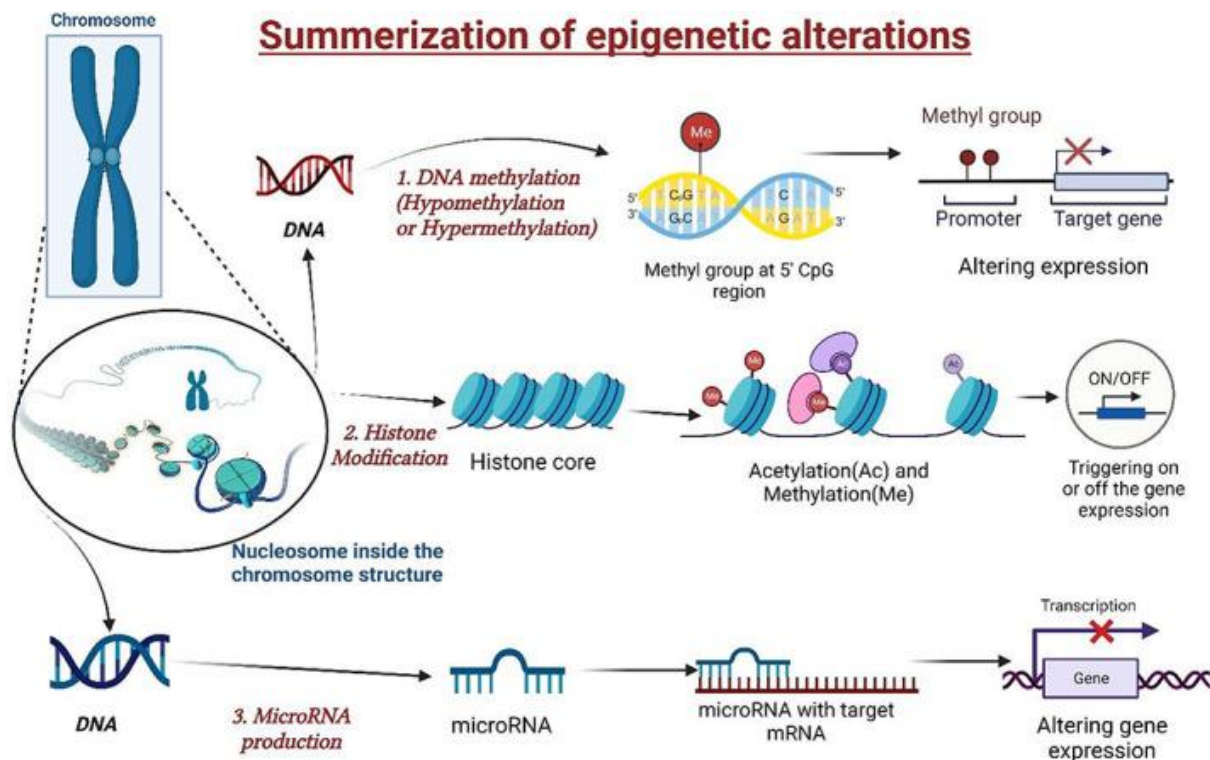 Chromosome
Summerization of epigenetic alterations
DNA
1. DNA methylation
(Hypomethylation
or Hypermethylation)
Me
5'
3'
T CpG T A
A GpC A
C
A G A T
5'
3'
Methyl group at 5' CpG
region
Methyl group
Promoter
Target gene
Altering expression
2. Histone
Modification
Histone core
Me
Me
Ac
Me
Ac
Acetylation(Ac) and
Methylation(Me)
ON/OFF
Triggering on
or off the gene
expression
Nucleosome inside the
chromosome structure
DNA
3. MicroRNA
production
microRNA
microRNA with target
mRNA
Transcription
Gene
Altering gene
expression